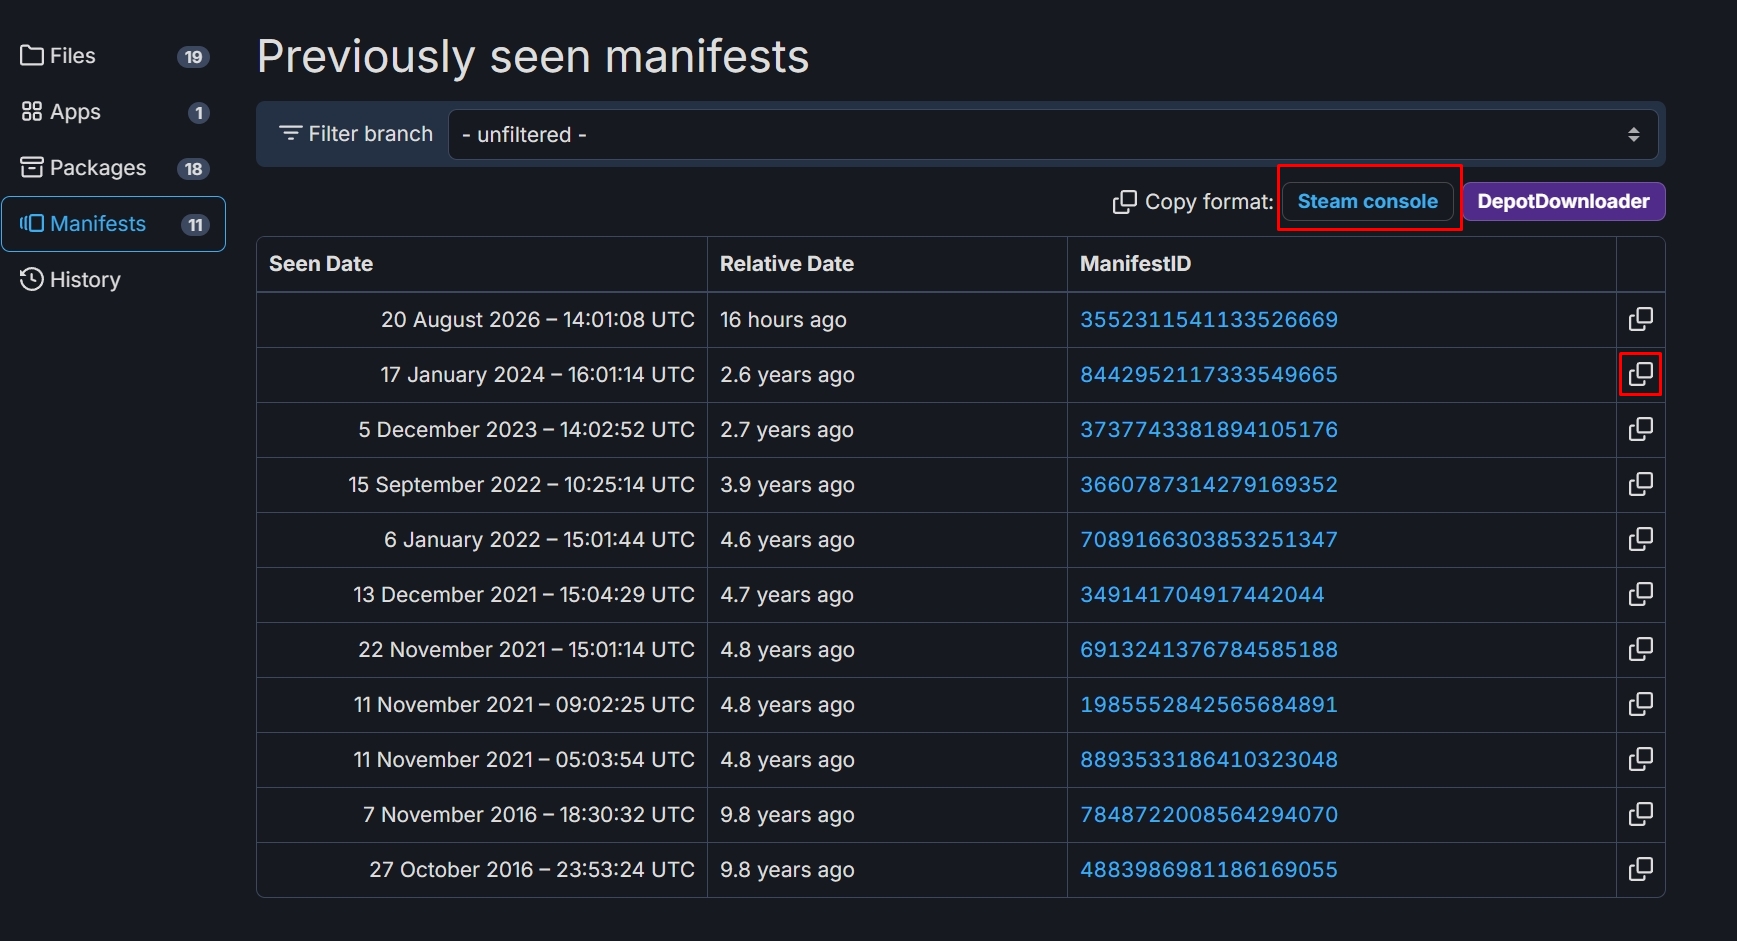 Files 19
Apps 1
Packages 18
Manifests 11
History
Previously seen manifests
Filter branch - unfiltered -
Copy format: Steam console DepotDownloader
Seen Date Relative Date ManifestID
20 August 2026 – 14:01:08 UTC 16 hours ago 3552311541133526669
17 January 2024 – 16:01:14 UTC 2.6 years ago 8442952117333549665
5 December 2023 – 14:02:52 UTC 2.7 years ago 3737743381894105176
15 September 2022 – 10:25:14 UTC 3.9 years ago 3660787314279169352
6 January 2022 – 15:01:44 UTC 4.6 years ago 7089166303853251347
13 December 2021 – 15:04:29 UTC 4.7 years ago 349141704917442044
22 November 2021 – 15:01:14 UTC 4.8 years ago 6913241376784585188
11 November 2021 – 09:02:25 UTC 4.8 years ago 1985552842565684891
11 November 2021 – 05:03:54 UTC 4.8 years ago 8893533186410323048
7 November 2016 – 18:30:32 UTC 9.8 years ago 7848722008564294070
27 October 2016 – 23:53:24 UTC 9.8 years ago 4883986981186169055